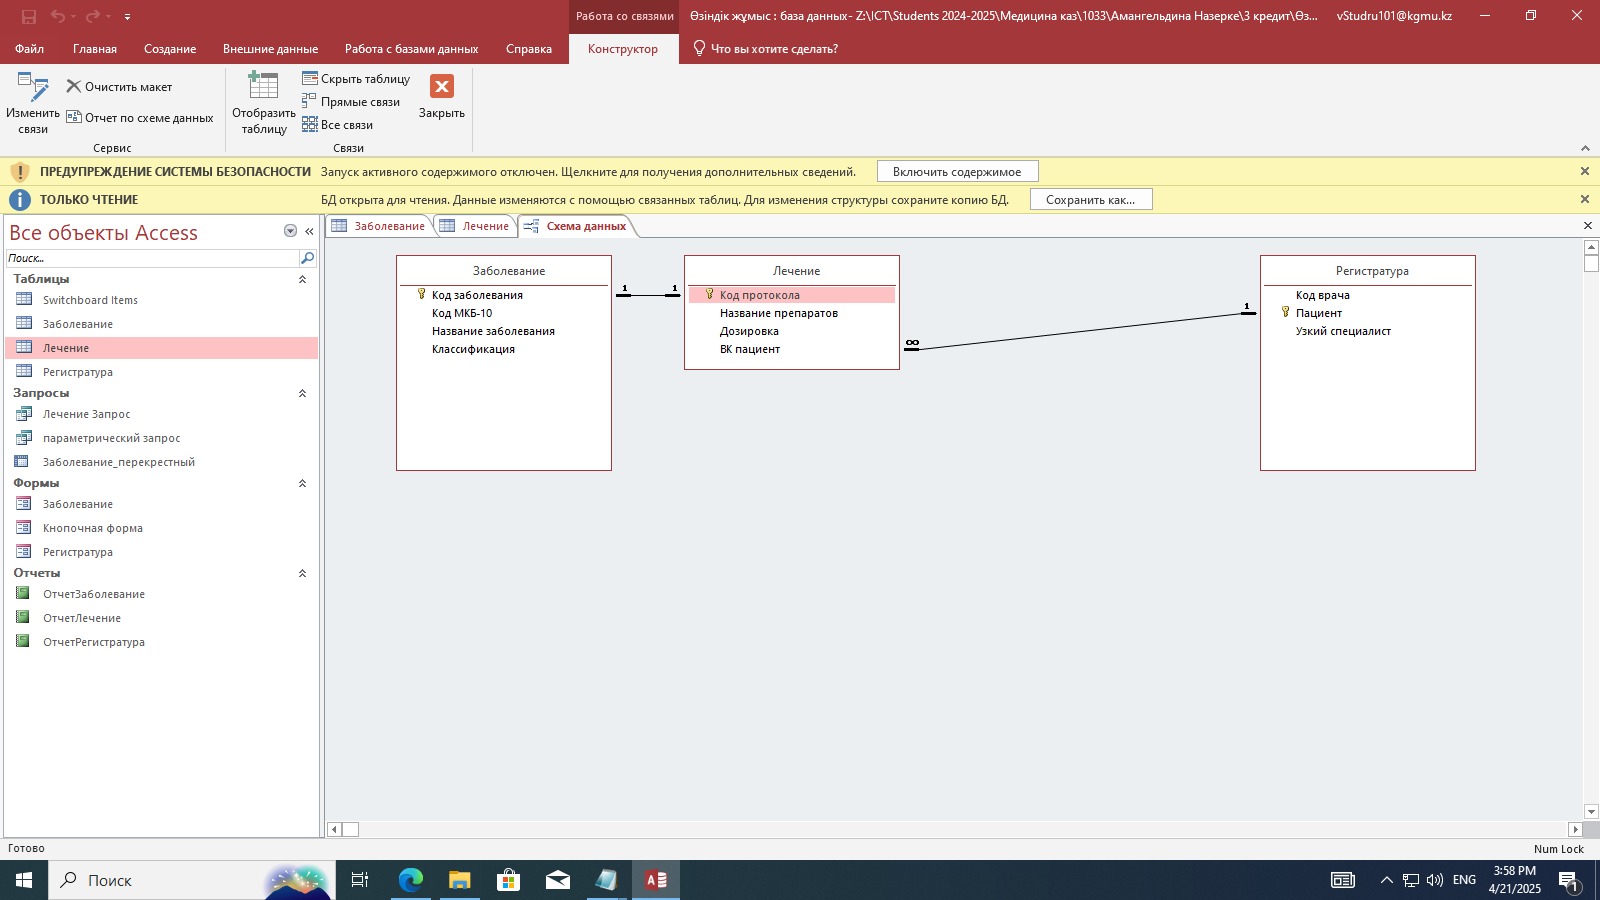 Работа со связями
Өзіндік жұмыс : база данных- Z:\ICT\Students 2024-2025\Медицина каз\1033\Амангельдина Назерке\3 кредит\Өз...
vStudru101@kgmu.kz
Файл
Главная
Создание
Внешние данные
Работа с базами данных
Справка
Конструктор
Что вы хотите сделать?
Изменить связи
Очистить макет
Отчет по схеме данных
Сервис
Отобразить таблицу
Скрыть таблицу
Прямые связи
Все связи
Связи
Закрыть
ПРЕДУПРЕЖДЕНИЕ СИСТЕМЫ БЕЗОПАСНОСТИ Запуск активного содержимого отключен. Щелкните для получения дополнительных сведений. Включить содержимое
ТОЛЬКО ЧТЕНИЕ БД открыта для чтения. Данные изменяются с помощью связанных таблиц. Для изменения структуры сохраните копию БД. Сохранить как...
Все объекты Access
Поиск...
Таблицы
Switchboard Items
Заболевание
Лечение
Регистратура
Запросы
Лечение Запрос
параметрический запрос
Заболевание_перекрестный
Формы
Заболевание
Кнопочная форма
Регистратура
Отчеты
ОтчетЗаболевание
ОтчетЛечение
ОтчетРегистратура
Заболевание
Лечение
Схема данных
Заболевание
Код заболевания
Код МКБ-10
Название заболевания
Классификация
1
1
Лечение
Код протокола
Название препаратов
Дозировка
ВК пациент
∞
1
Регистратура
Код врача
Пациент
Узкий специалист
Готово
Num Lock
Поиск
ENG
3:58 PM
4/21/2025
1